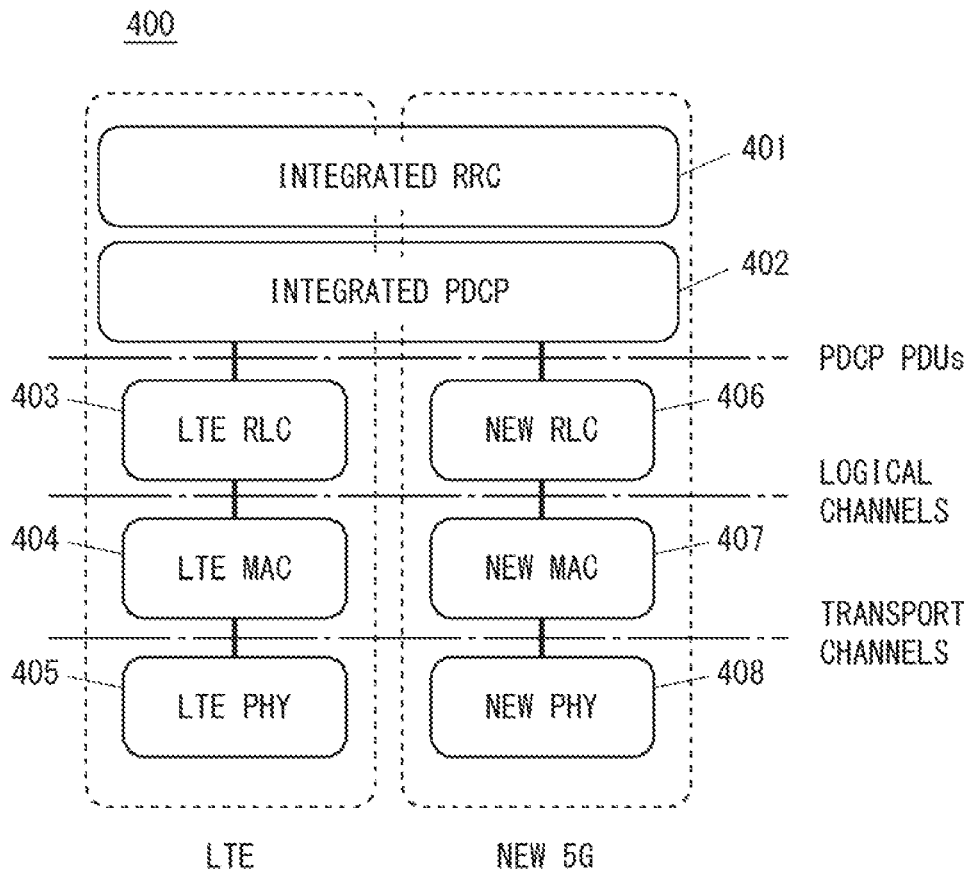 400
INTEGRATED RRC
401
INTEGRATED PDCP
402
PDCP PDUs
403
LTE RLC
NEW RLC
406
LOGICAL
CHANNELS
404
LTE MAC
NEW MAC
407
TRANSPORT
CHANNELS
405
LTE PHY
NEW PHY
408
LTE
NEW 5G